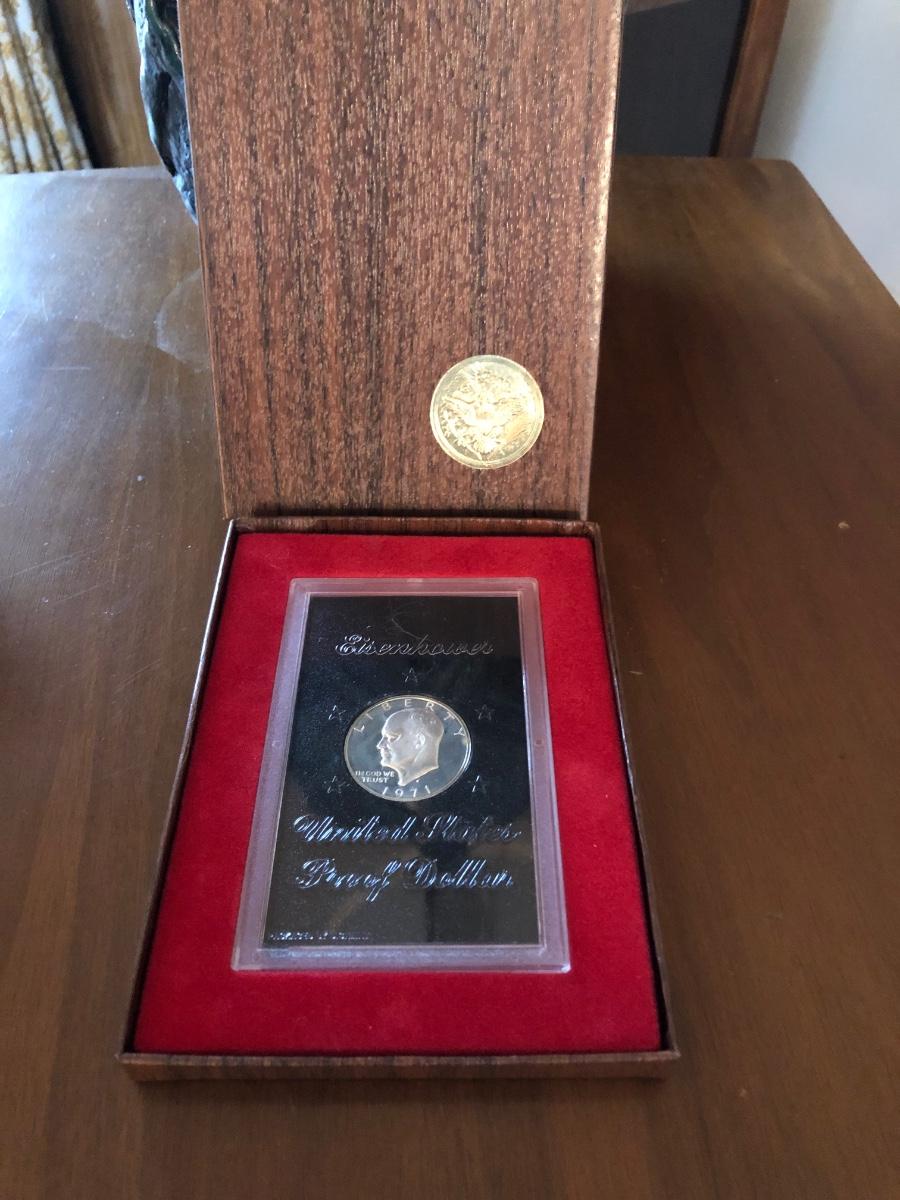 Eisenhower
LIBERTY
IN GOD WE
TRUST
1971
United States
Proof Dollar